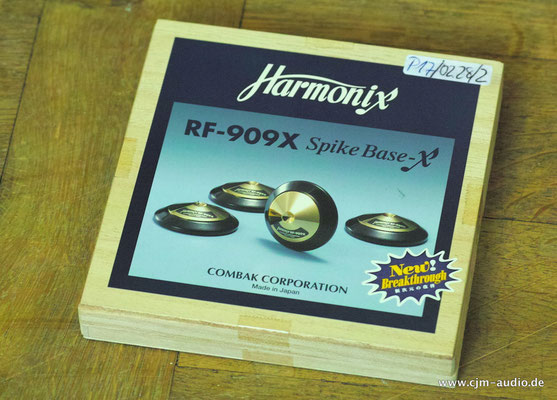 P17/0228/2
Harmonix
RF-909X Spike Base-X
COMBAK CORPORATION
Made in Japan
New!
Breakthrough
www.cjm-audio.de